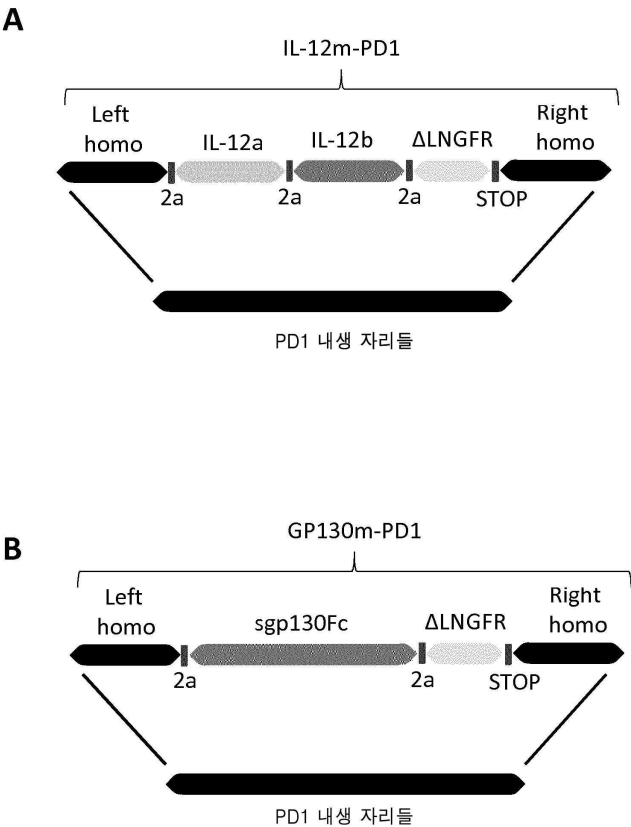 A
IL-12m-PD1
Left
homo
IL-12a
IL-12b
ΔLNGFR
Right
homo
2a
2a
2a
STOP
PD1 내생 자리들
B
GP130m-PD1
Left
homo
sgp130Fc
ΔLNGFR
Right
homo
2a
2a
STOP
PD1 내생 자리들